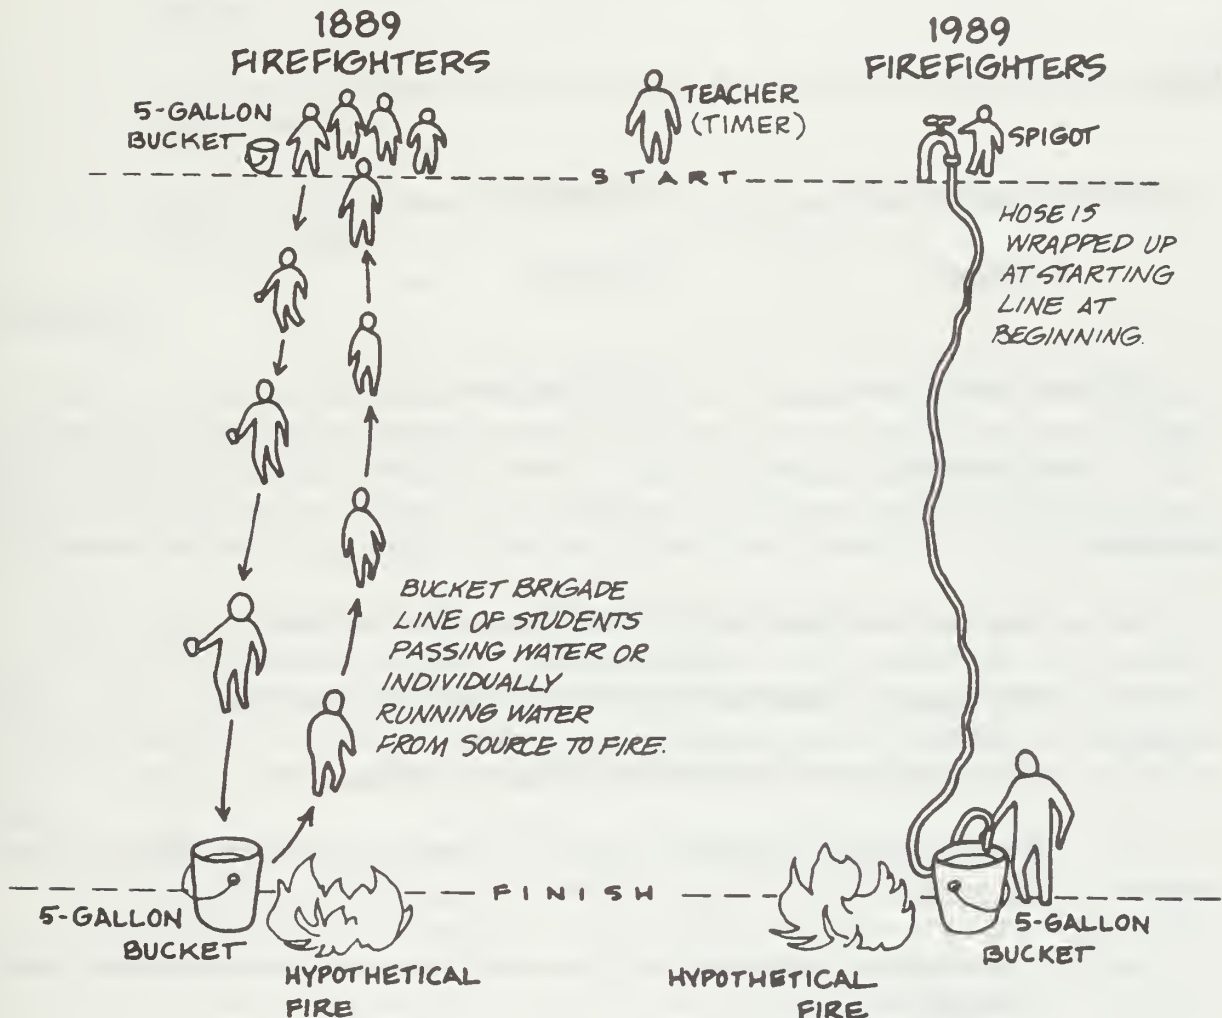 1889
FIREFIGHTERS
5-GALLON
BUCKET
TEACHER
(TIMER)
1989
FIREFIGHTERS
SPIGOT
START
HOSE IS
WRAPPED UP
AT STARTING
LINE AT
BEGINNING.
BUCKET BRIGADE
LINE OF STUDENTS
PASSING WATER OR
INDIVIDUALLY
RUNNING WATER
FROM SOURCE TO FIRE.
FINISH
5-GALLON
BUCKET
HYPOTHETICAL
FIRE
HYPOTHETICAL
FIRE
5-GALLON
BUCKET